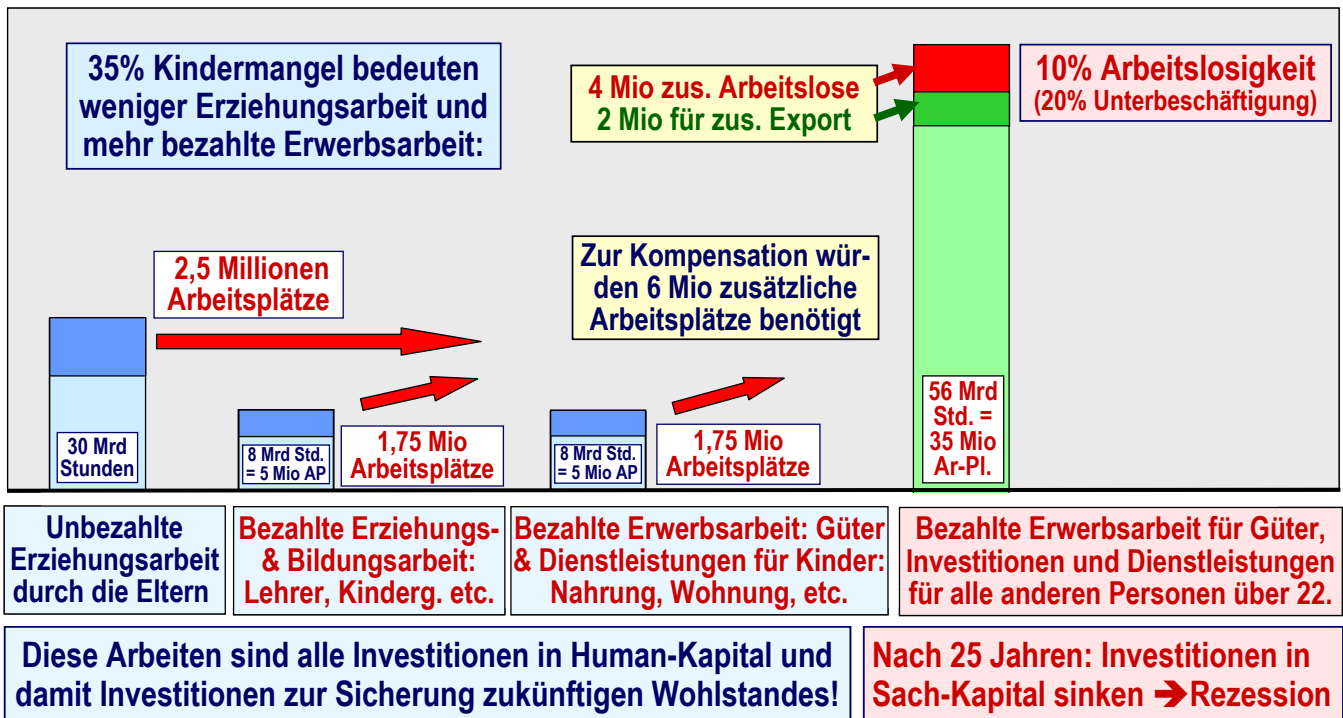 35% Kindermangel bedeuten
weniger Erziehungsarbeit und
mehr bezahlte Erwerbsarbeit:
4 Mio zus. Arbeitslose
2 Mio für zus. Export
10% Arbeitslosigkeit
(20% Unterbeschäftigung)
2,5 Millionen
Arbeitsplätze
Zur Kompensation wür-
den 6 Mio zusätzliche
Arbeitsplätze benötigt
30 Mrd
Stunden
8 Mrd Std.
= 5 Mio AP
1,75 Mio
Arbeitsplätze
8 Mrd Std.
= 5 Mio AP
1,75 Mio
Arbeitsplätze
56 Mrd
Std. =
35 Mio
Ar-Pl.
Unbezahlte
Erziehungsarbeit
durch die Eltern
Bezahlte Erziehungs-
& Bildungsarbeit:
Lehrer, Kinderg. etc.
Bezahlte Erwerbsarbeit: Güter
& Dienstleistungen für Kinder:
Nahrung, Wohnung, etc.
Bezahlte Erwerbsarbeit für Güter,
Investitionen und Dienstleistungen
für alle anderen Personen über 22.
Diese Arbeiten sind alle Investitionen in Human-Kapital und
damit Investitionen zur Sicherung zukünftigen Wohlstandes!
Nach 25 Jahren: Investitionen in
Sach-Kapital sinken ➔Rezession